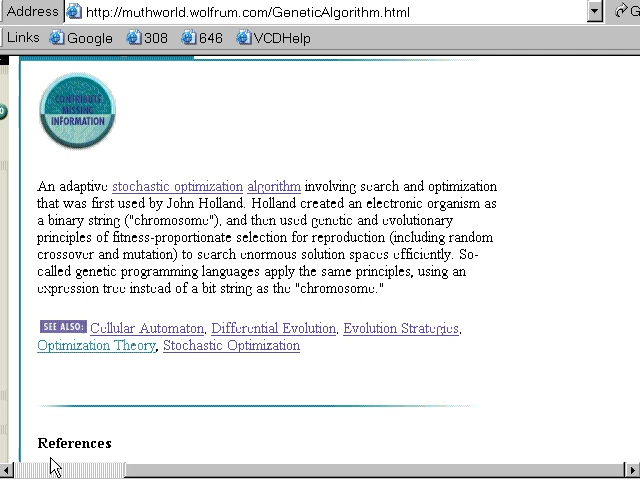 Address http://muthworld.wolfrum.com/GeneticAlgorithm.html G
Links Google 308 646 VCDHelp
CONTRIBUTE
MISSING
INFORMATION
An adaptive stochastic optimization algorithm involving search and optimization
that was first used by John Holland. Holland created an electronic organism as
a binary string ("chromosome"), and then used genetic and evolutionary
principles of fitness-proportionate selection for reproduction (including random
crossover and mutation) to search enormous solution spaces efficiently. So-
called genetic programming languages apply the same principles, using an
expression tree instead of a bit string as the "chromosome."
SEE ALSO: Cellular Automaton, Differential Evolution, Evolution Strategies,
Optimization Theory, Stochastic Optimization
References